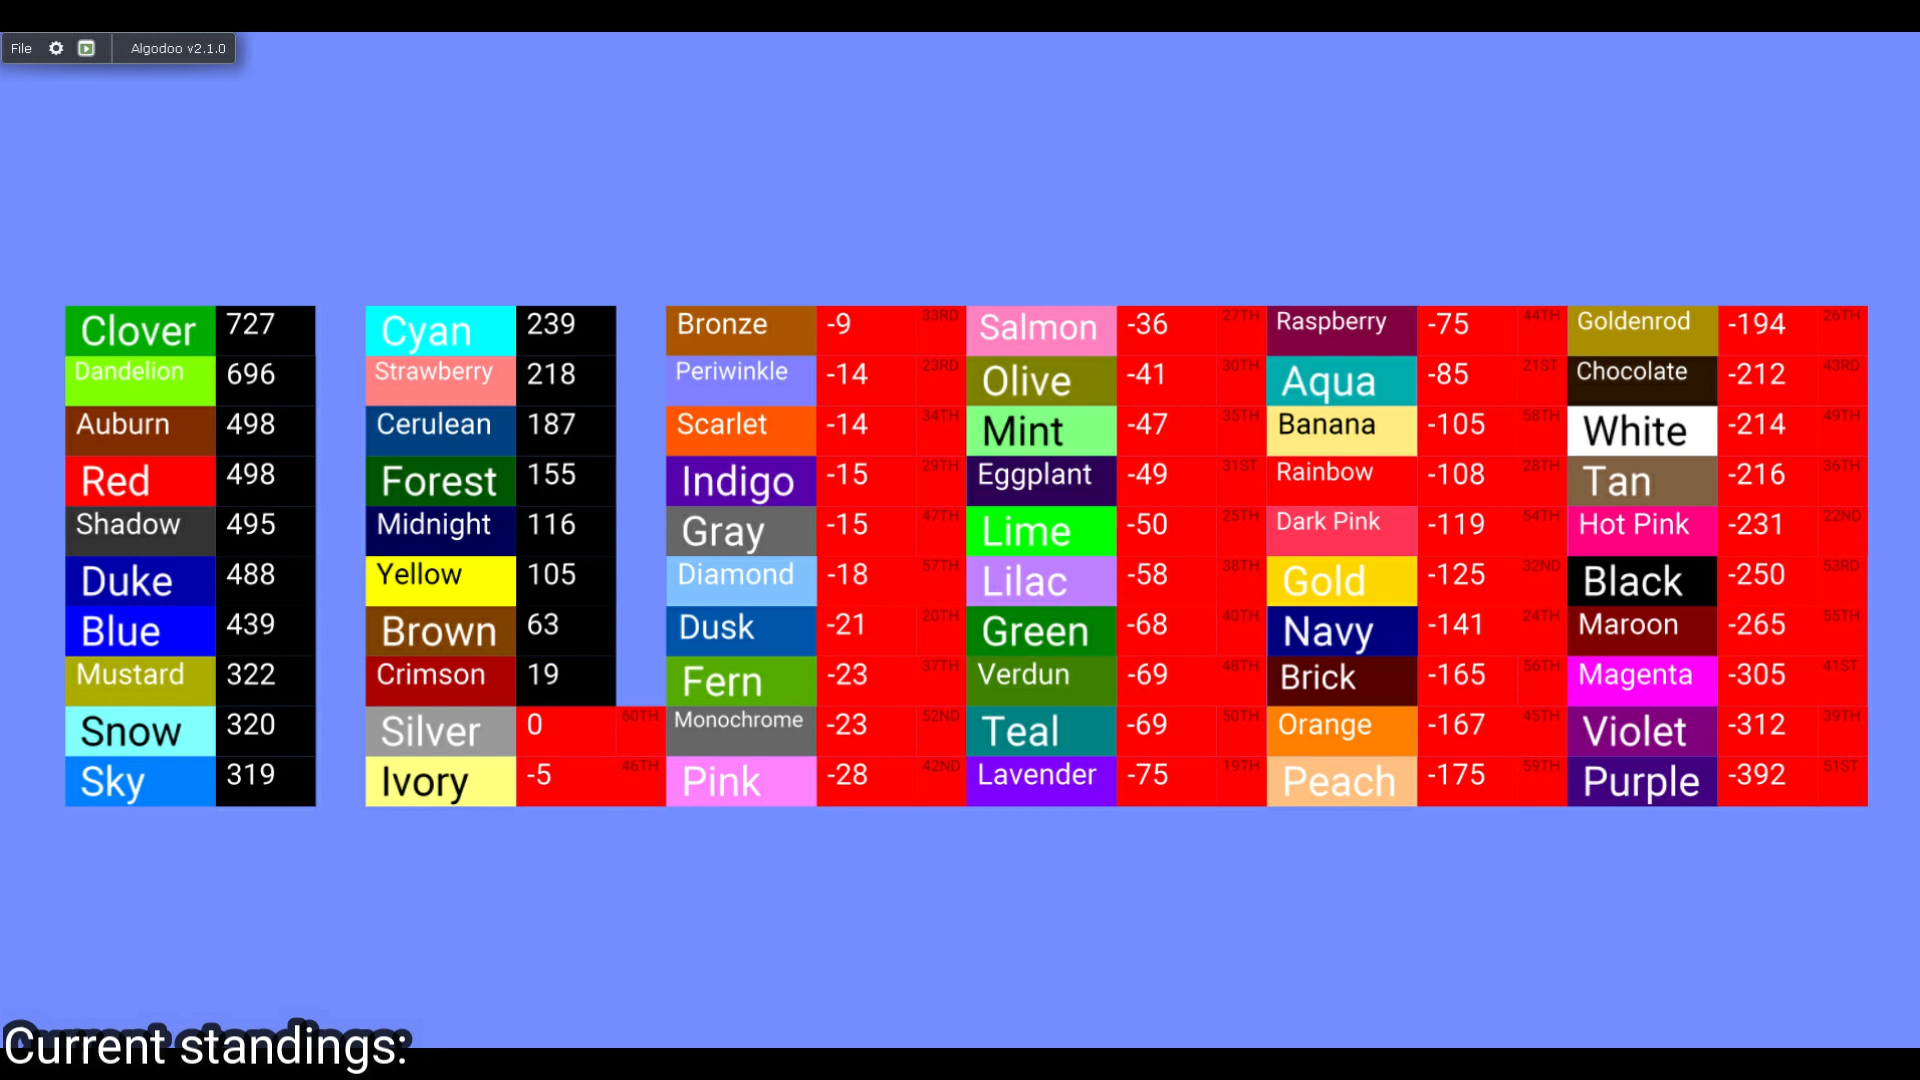 File Algodoo v2.1.0
Clover 727 Cyan 239 Bronze -9 33RD Salmon -36 27TH Raspberry -75 44TH Goldenrod -194 26TH
Dandelion 696 Strawberry 218 Periwinkle -14 23RD Olive -41 30TH Aqua -85 21ST Chocolate -212 43RD
Auburn 498 Cerulean 187 Scarlet -14 34TH Mint -47 35TH Banana -105 58TH White -214 49TH
Red 498 Forest 155 Indigo -15 29TH Eggplant -49 31ST Rainbow -108 28TH Tan -216 36TH
Shadow 495 Midnight 116 Gray -15 47TH Lime -50 25TH Dark Pink -119 54TH Hot Pink -231 22ND
Duke 488 Yellow 105 Diamond -18 57TH Lilac -58 38TH Gold -125 32ND Black -250 53RD
Blue 439 Brown 63 Dusk -21 20TH Green -68 40TH Navy -141 24TH Maroon -265 55TH
Mustard 322 Crimson 19 Fern -23 37TH Verdun -69 48TH Brick -165 56TH Magenta -305 41ST
Snow 320 Silver 0 60TH Monochrome -23 52ND Teal -69 50TH Orange -167 45TH Violet -312 39TH
Sky 319 Ivory -5 46TH Pink -28 42ND Lavender -75 19TH Peach -175 59TH Purple -392 51ST
Current standings: